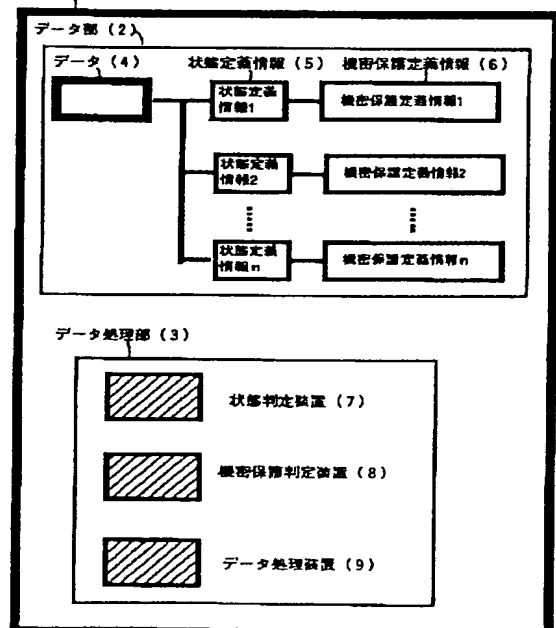 データ部(2)
データ(4) 状態定義情報(5) 機密保護定義情報(6)
状態定義
情報1
機密保護定義情報1
状態定義
情報2
機密保護定義情報2
状態定義
情報n
機密保護定義情報n
データ処理部(3)
状態判定装置(7)
機密保護判定装置(8)
データ処理装置(9)